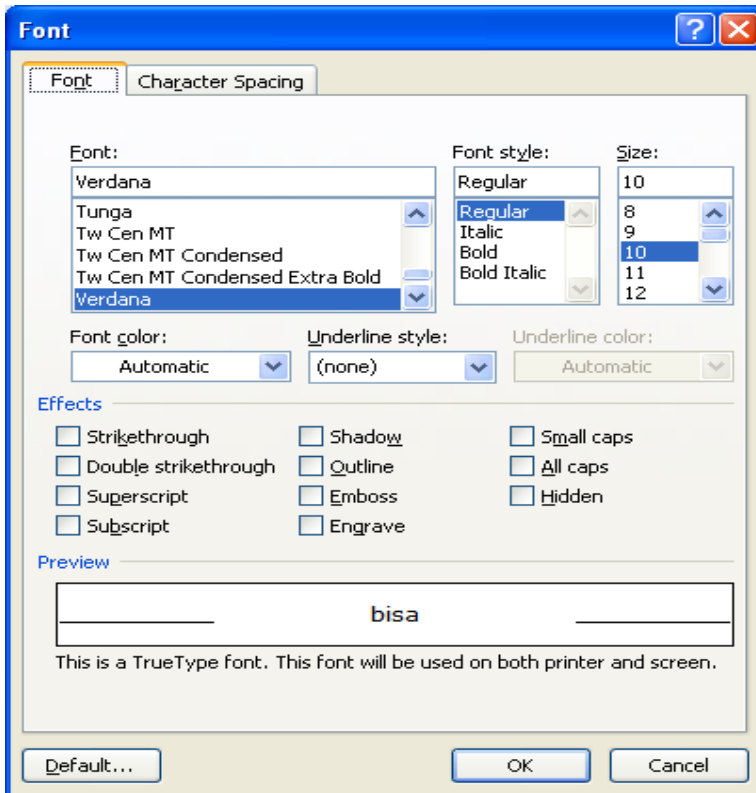 Font
Font Character Spacing
Font: Font style: Size:
Verdana Regular 10
Tunga Regular 8
Tw Cen MT Italic 9
Tw Cen MT Condensed Bold 10
Tw Cen MT Condensed Extra Bold Bold Italic 11
Verdana 12
Font color: Underline style: Underline color:
Automatic (none) Automatic
Effects
Strikethrough Shadow Small caps
Double strikethrough Outline All caps
Superscript Emboss Hidden
Subscript Engrave
Preview
bisa
This is a TrueType font. This font will be used on both printer and screen.
Default... OK Cancel